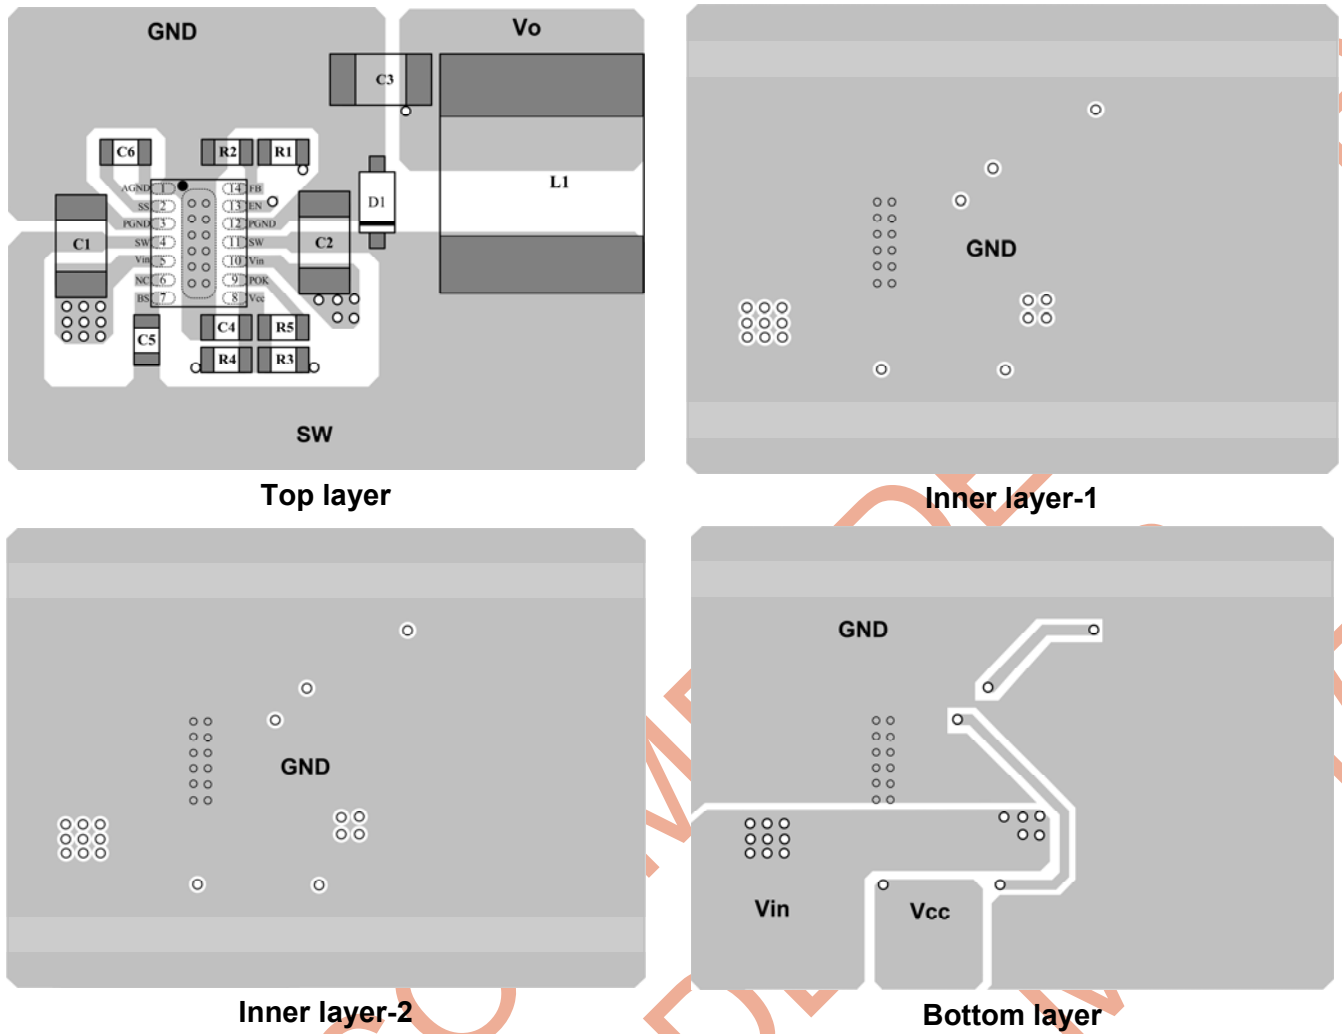 GND
Vo
C3
C6
R2
R1
L1
AGND 1
14 FB
SS 2
13 EN
D1
PGND 3
12 PGND
C1
SW 4
11 SW
C2
Vin 5
10 Vin
NC 6
9 POK
BS 7
8 Vcc
C5
C4
R5
R4
R3
SW
Top layer
GND
Inner layer-1
GND
Inner layer-2
GND
Vin
Vcc
Bottom layer